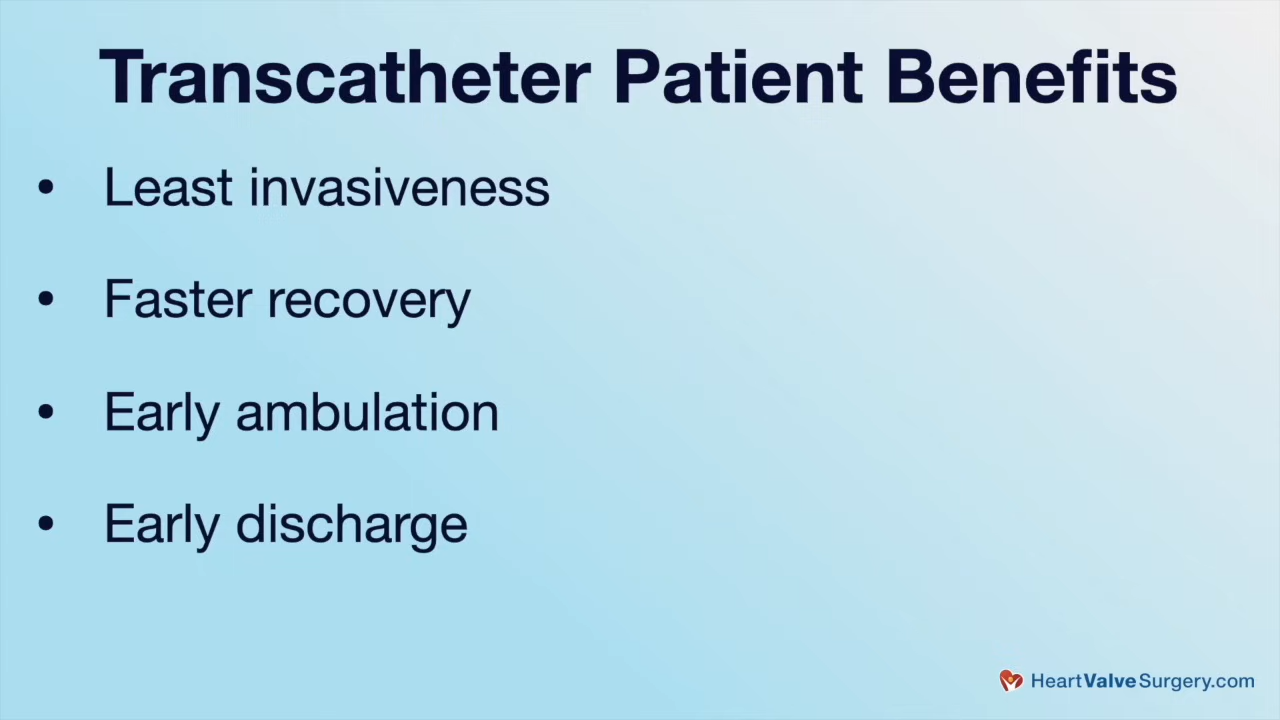 Transcatheter Patient Benefits
• Least invasiveness
• Faster recovery
• Early ambulation
• Early discharge
HeartValveSurgery.com